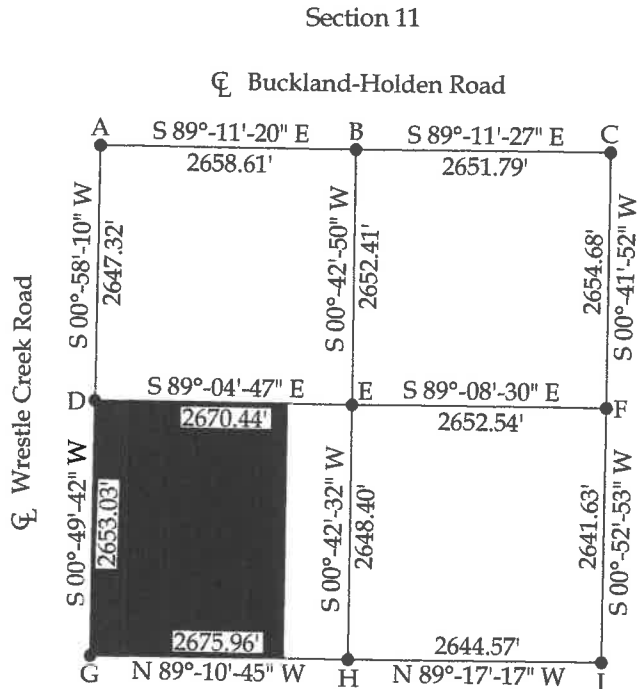 Section 11
℄ Buckland-Holden Road
A
S 89°-11'-20" E
B
S 89°-11'-27" E
C
2658.61'
2651.79'
S 00°-58'-10" W
2647.32'
S 00°-42'-50" W
2652.41'
S 00°-41'-52" W
2654.68'
℄ Wrestle Creek Road
D
S 89°-04'-47" E
E
S 89°-08'-30" E
F
2670.44'
2652.54'
S 00°-49'-42" W
2653.03'
S 00°-42'-32" W
2648.40'
S 00°-52'-53" W
2641.63'
2675.96'
2644.57'
G
N 89°-10'-45" W
H
N 89°-17'-17" W
I